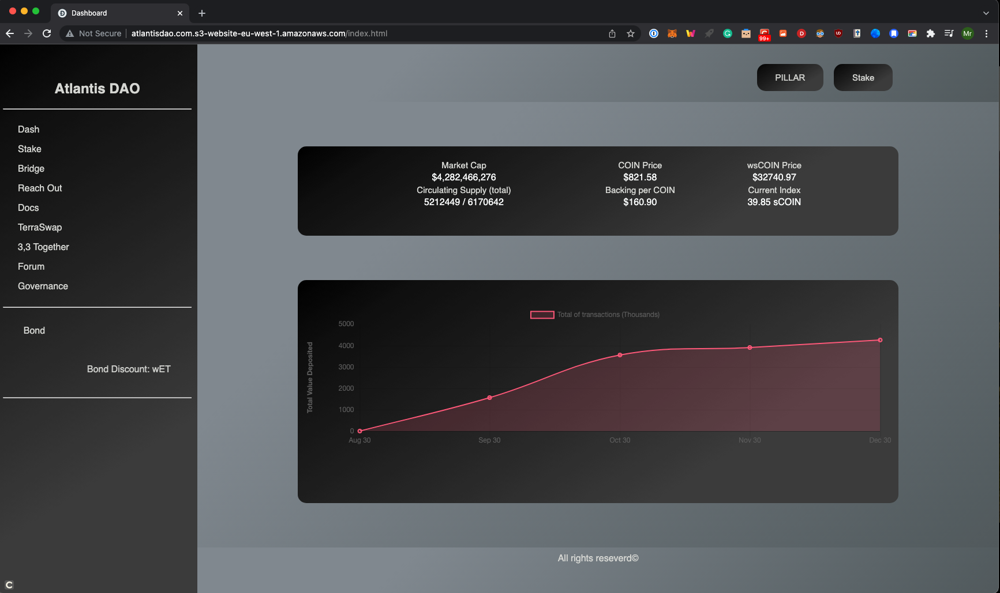 Dashboard
Not Secure
atlantisdao.com.s3-website-eu-west-1.amazonaws.com/index.html
99+
D
UD
Mr
Atlantis DAO
Dash
Stake
Bridge
Reach Out
Docs
TerraSwap
3,3 Together
Forum
Governance
Bond
Bond Discount: wET
PILLAR
Stake
Market Cap
$4,282,466,276
Circulating Supply (total)
5212449 / 6170642
COIN Price
$821.58
Backing per COIN
$160.90
wsCOIN Price
$32740.97
Current Index
39.85 sCOIN
Total of transactions (Thousands)
Total Value Deposited
5000
4000
3000
2000
1000
0
Aug 30
Sep 30
Oct 30
Nov 30
Dec 30
All rights reseverd©
C